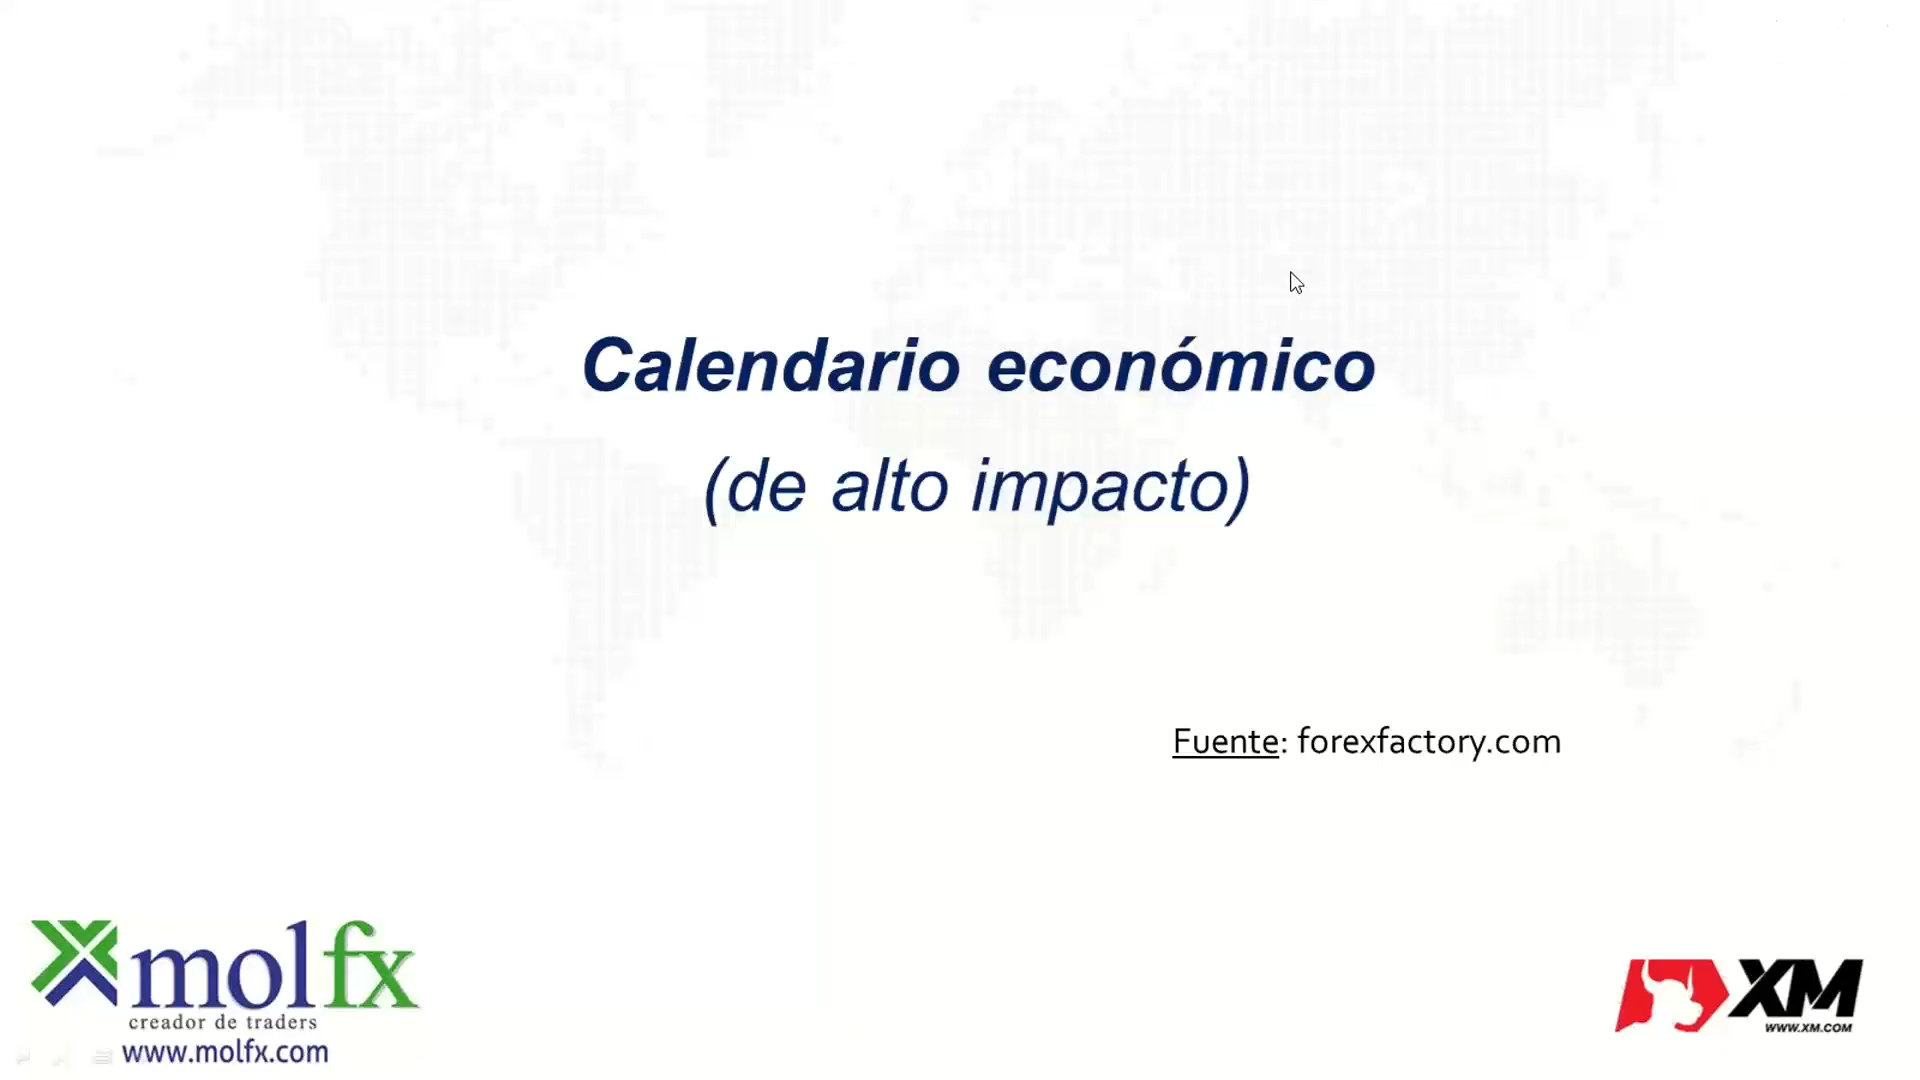 Calendario económico
(de alto impacto)
Fuente: forexfactory.com
molfx
creador de traders
www.molfx.com
XM
WWW.XM.COM